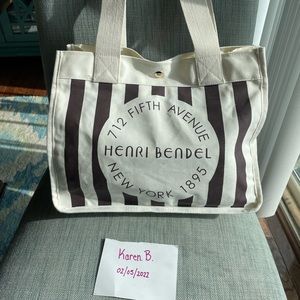 712 FIFTH AVENUE
HENRI BENDEL
NEW YORK 1895
Karen B.
02/05/2022